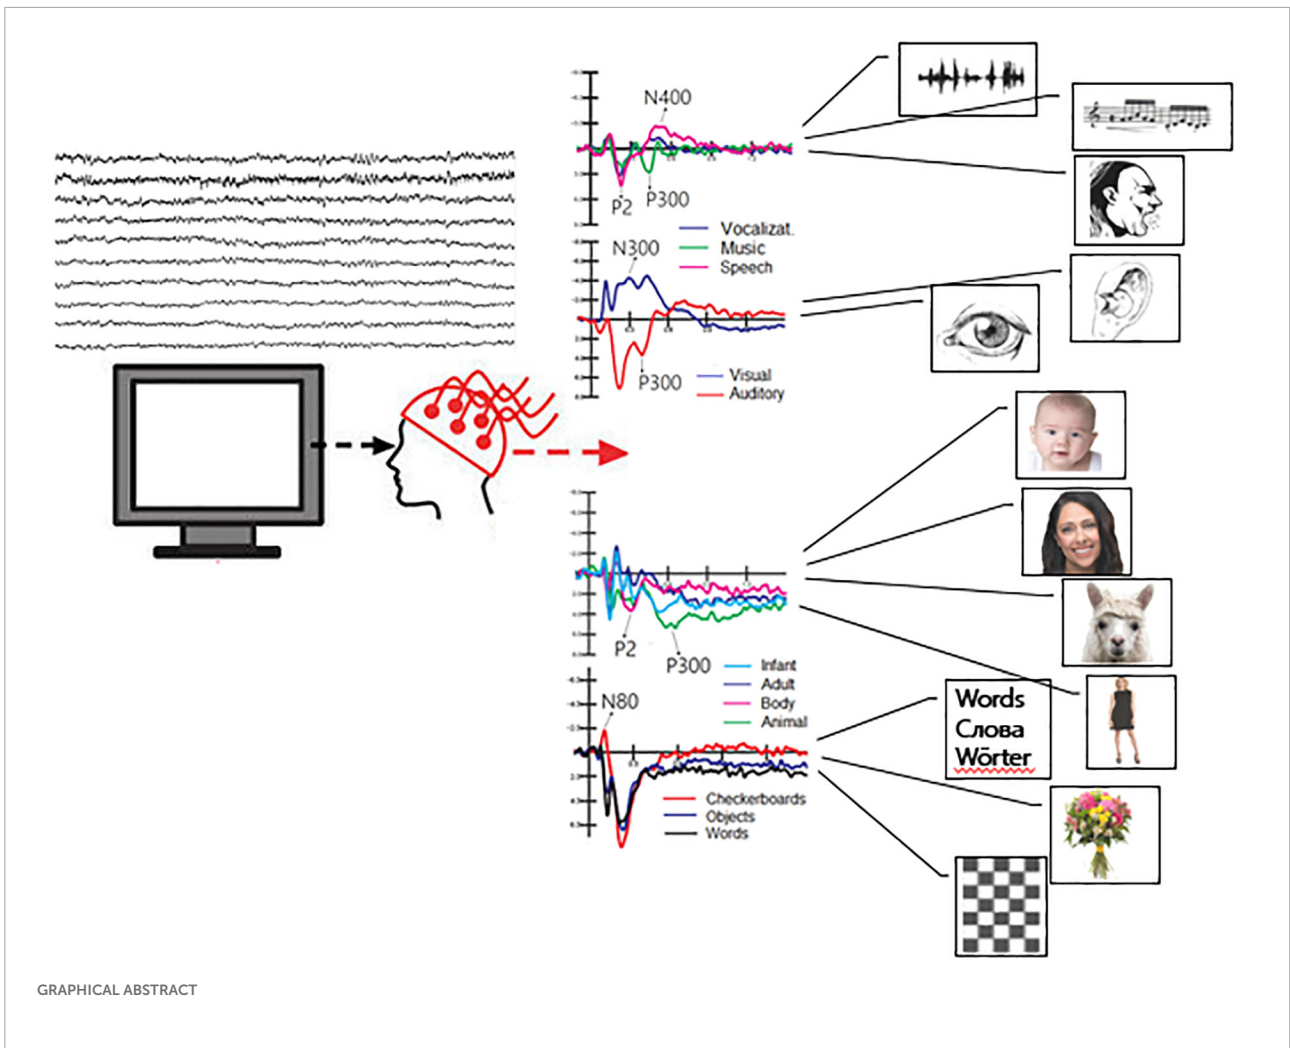 N400
P2
P300
Vocalizat.
Music
Speech
N300
P300
Visual
Auditory
P2
P300
Infant
Adult
Body
Animal
N80
Checkerboards
Objects
Words
Words
Слова
Wörter
GRAPHICAL ABSTRACT